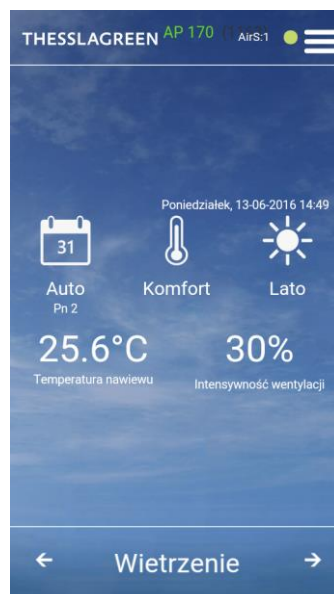 THESSLAGREEN AP 170 AirS:1
Poniedziałek, 13-06-2016 14:49
31
Auto Komfort Lato
Pn 2
25.6°C 30%
Temperatura nawiewu Intensywność wentylacji
← Wietrzenie →